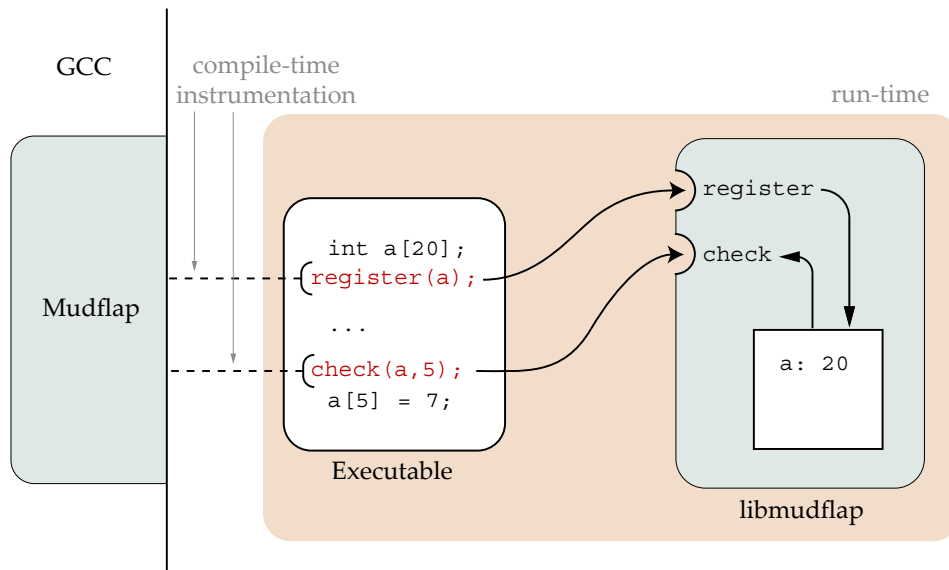 GCC
compile-time
instrumentation
run-time
Mudflap
int a[20];
register(a);
...
check(a,5);
a[5] = 7;
Executable
register
check
a: 20
libmudflap